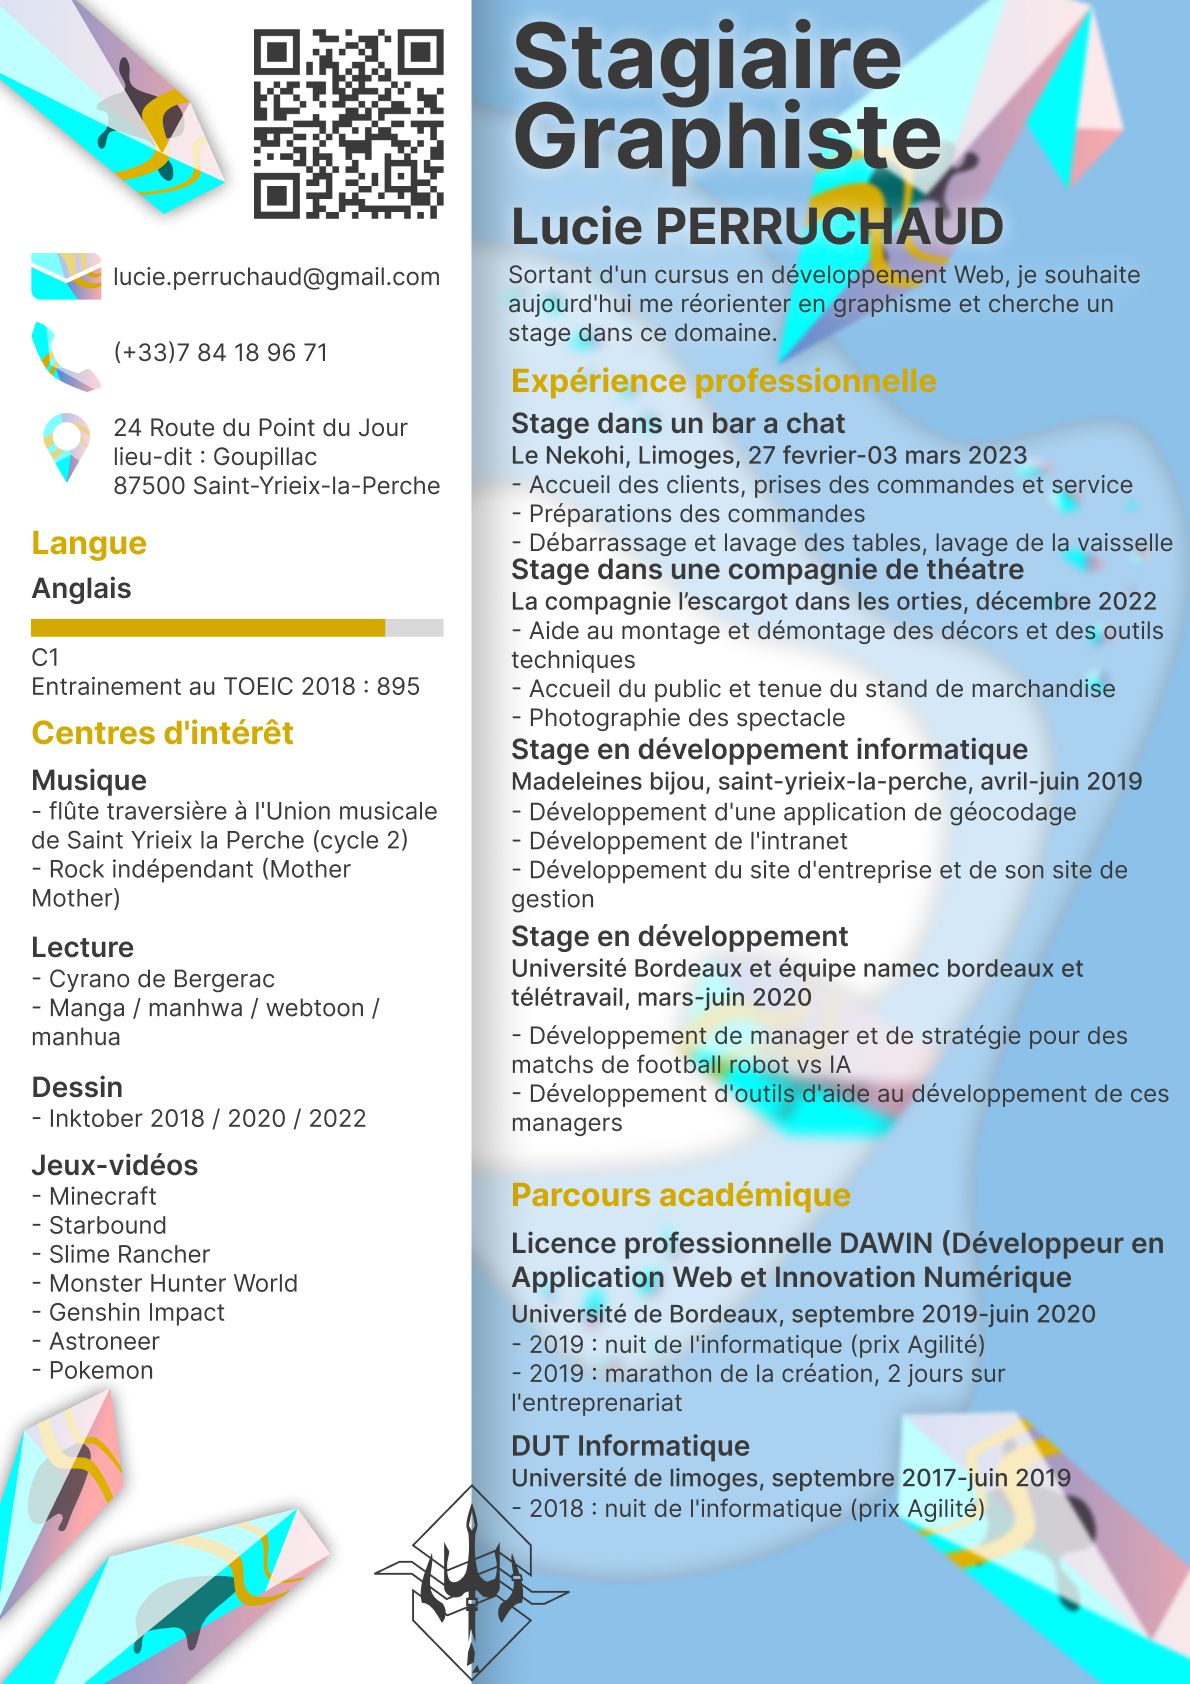 Stagiaire
Graphiste
Lucie PERRUCHAUD
Sortant d'un cursus en développement Web, je souhaite
aujourd'hui me réorienter en graphisme et cherche un
stage dans ce domaine.
lucie.perruchaud@gmail.com
(+33)7 84 18 96 71
24 Route du Point du Jour
lieu-dit : Goupillac
87500 Saint-Yrieix-la-Perche
Langue
Anglais
C1
Entrainement au TOEIC 2018 : 895
Centres d'intérêt
Musique
- flûte traversière à l'Union musicale
de Saint Yrieix la Perche (cycle 2)
- Rock indépendant (Mother
Mother)
Lecture
- Cyrano de Bergerac
- Manga / manhwa / webtoon /
manhua
Dessin
- Inktober 2018 / 2020 / 2022
Jeux-vidéos
- Minecraft
- Starbound
- Slime Rancher
- Monster Hunter World
- Genshin Impact
- Astroneer
- Pokemon
Expérience professionnelle
Stage dans un bar a chat
Le Nekohi, Limoges, 27 fevrier-03 mars 2023
- Accueil des clients, prises des commandes et service
- Préparations des commandes
- Débarrassage et lavage des tables, lavage de la vaisselle
Stage dans une compagnie de théatre
La compagnie l’escargot dans les orties, décembre 2022
- Aide au montage et démontage des décors et des outils
techniques
- Accueil du public et tenue du stand de marchandise
- Photographie des spectacle
Stage en développement informatique
Madeleines bijou, saint-yrieix-la-perche, avril-juin 2019
- Développement d'une application de géocodage
- Développement de l'intranet
- Développement du site d'entreprise et de son site de
gestion
Stage en développement
Université Bordeaux et équipe namec bordeaux et
télétravail, mars-juin 2020
- Développement de manager et de stratégie pour des
matchs de football robot vs IA
- Développement d'outils d'aide au développement de ces
managers
Parcours académique
Licence professionnelle DAWIN (Développeur en
Application Web et Innovation Numérique
Université de Bordeaux, septembre 2019-juin 2020
- 2019 : nuit de l'informatique (prix Agilité)
- 2019 : marathon de la création, 2 jours sur
l'entreprenariat
DUT Informatique
Université de limoges, septembre 2017-juin 2019
- 2018 : nuit de l'informatique (prix Agilité)